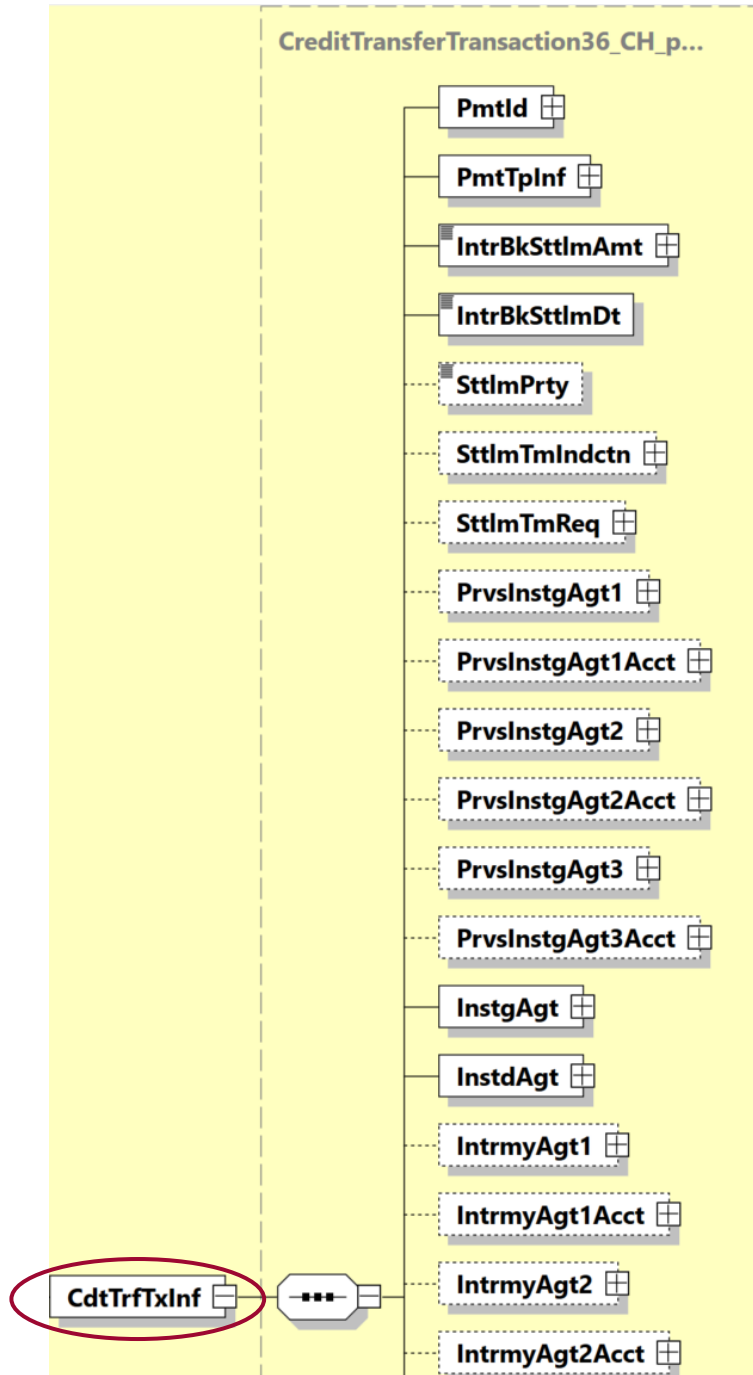 CreditTransferTransaction36_CH_p...
PmtId
PmtTpInf
IntrBkSttlmAmt
IntrBkSttlmDt
SttlmPrty
SttlmTmIndctn
SttlmTmReq
PrvsInstgAgt1
PrvsInstgAgt1Acct
PrvsInstgAgt2
PrvsInstgAgt2Acct
PrvsInstgAgt3
PrvsInstgAgt3Acct
InstgAgt
InstdAgt
IntrmyAgt1
IntrmyAgt1Acct
CdtTrfTxInf
IntrmyAgt2
IntrmyAgt2Acct